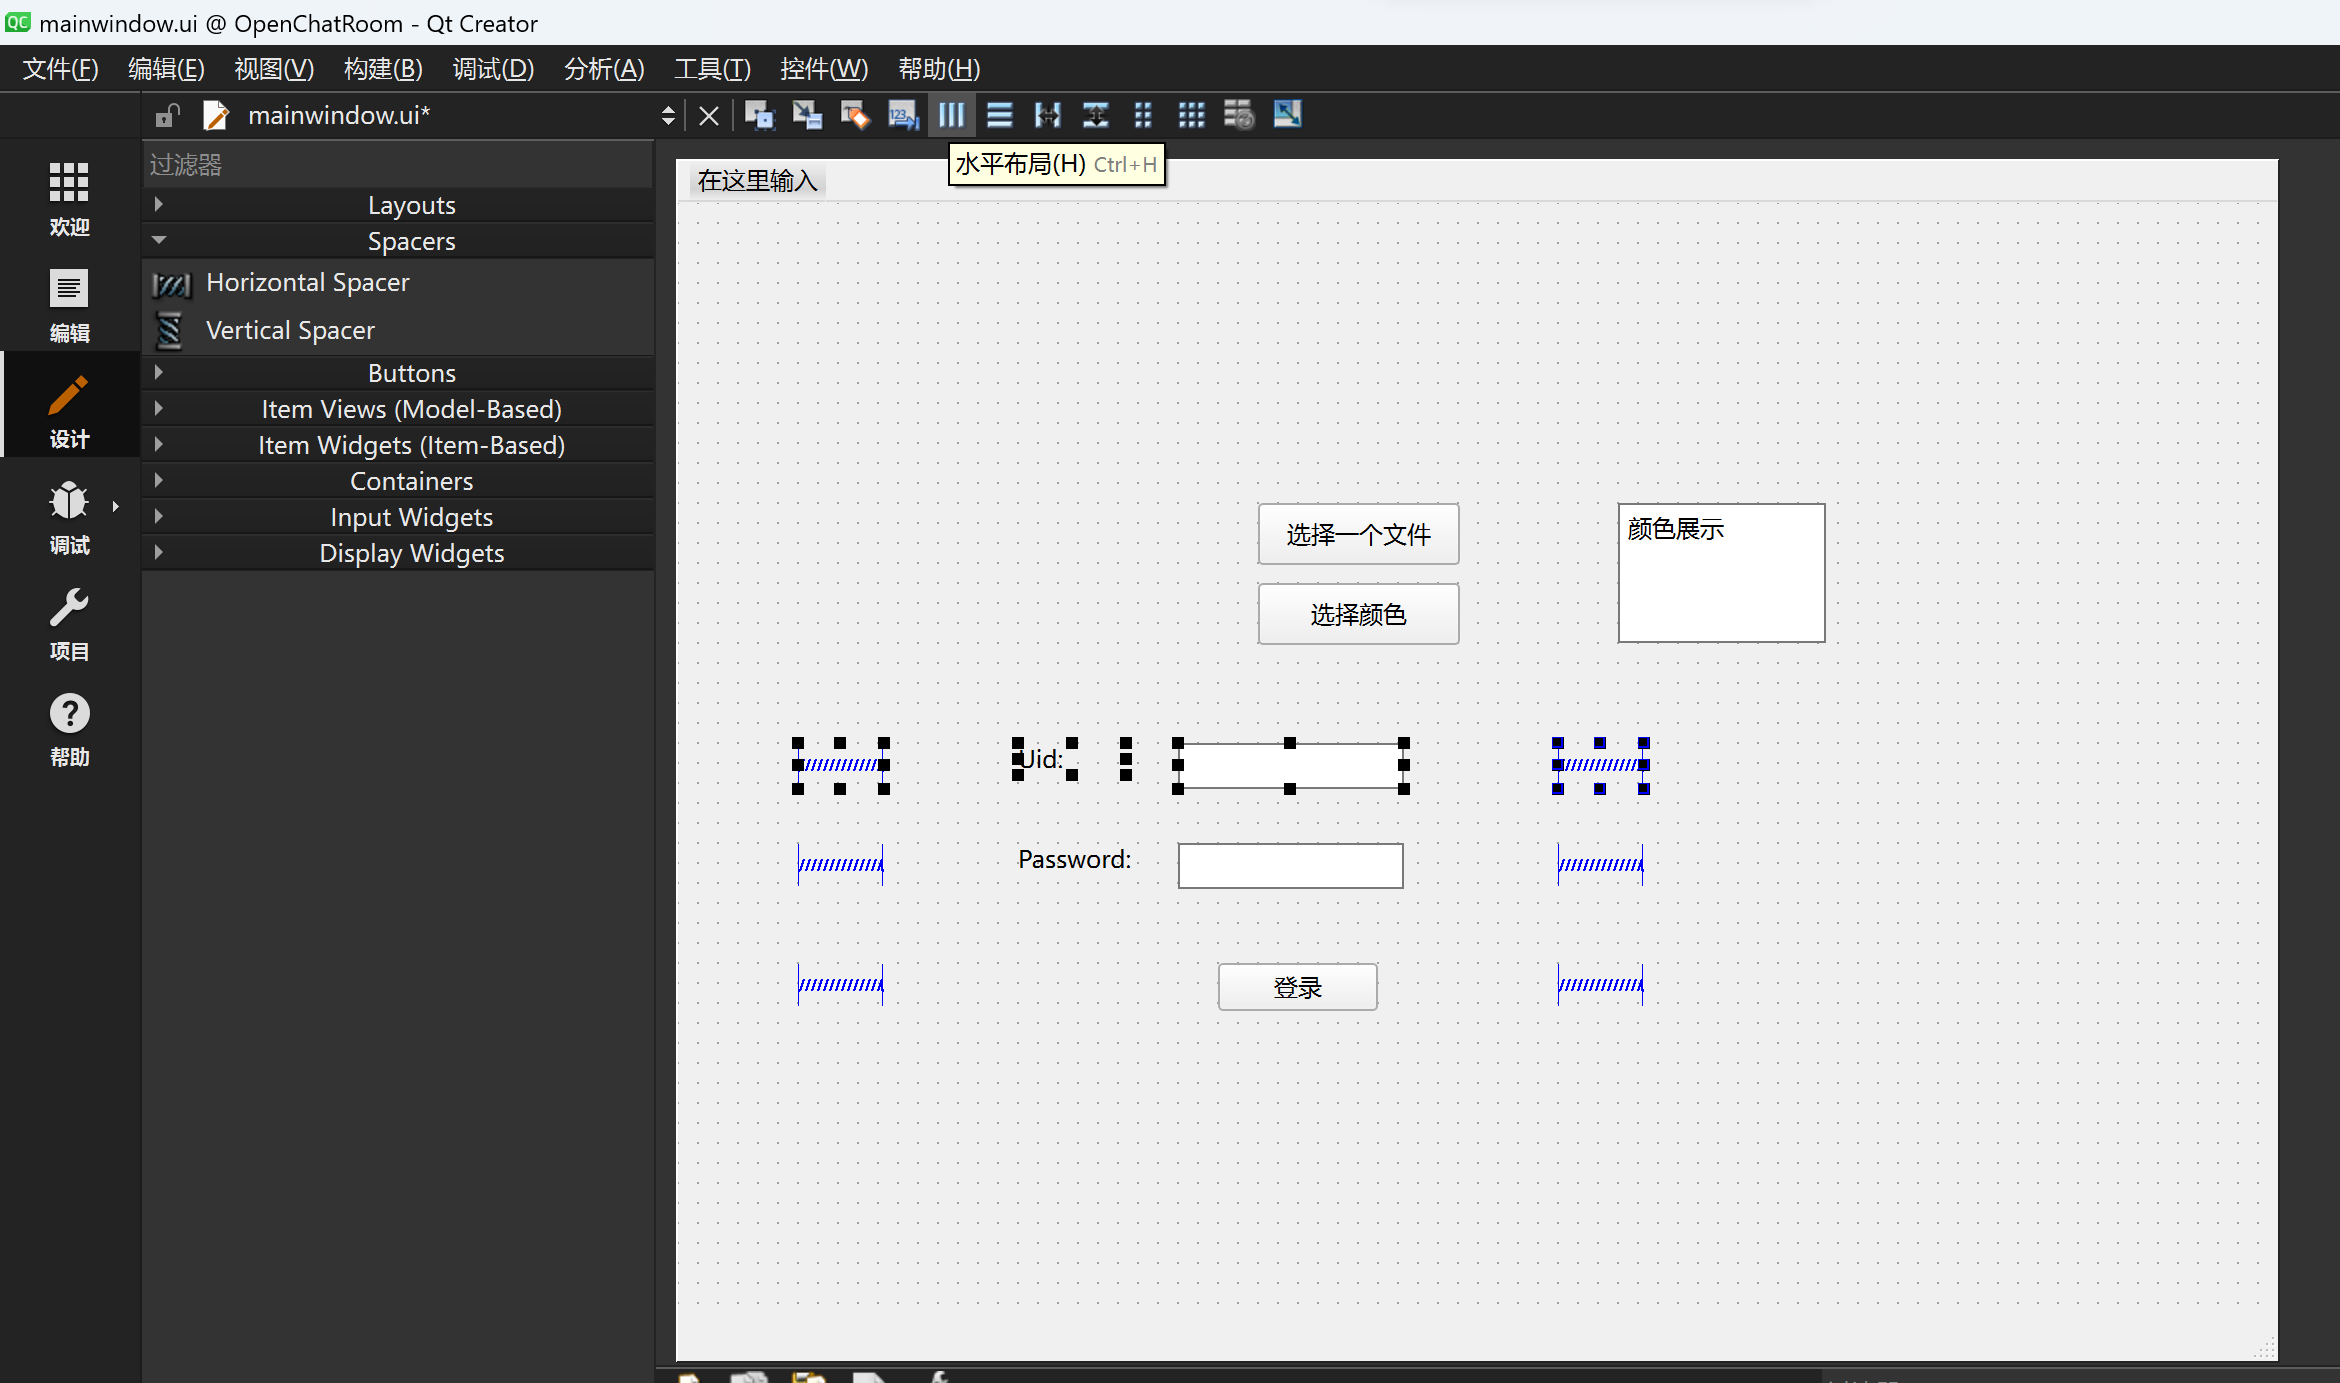 QC mainwindow.ui @ OpenChatRoom - Qt Creator
文件(F) 编辑(E) 视图(V) 构建(B) 调试(D) 分析(A) 工具(T) 控件(W) 帮助(H)
mainwindow.ui*
123
水平布局(H) Ctrl+H
过滤器
在这里输入
欢迎
编辑
设计
调试
项目
帮助
Layouts
Spacers
Horizontal Spacer
Vertical Spacer
Buttons
Item Views (Model-Based)
Item Widgets (Item-Based)
Containers
Input Widgets
Display Widgets
选择一个文件
颜色展示
选择颜色
Uid:
Password:
登录